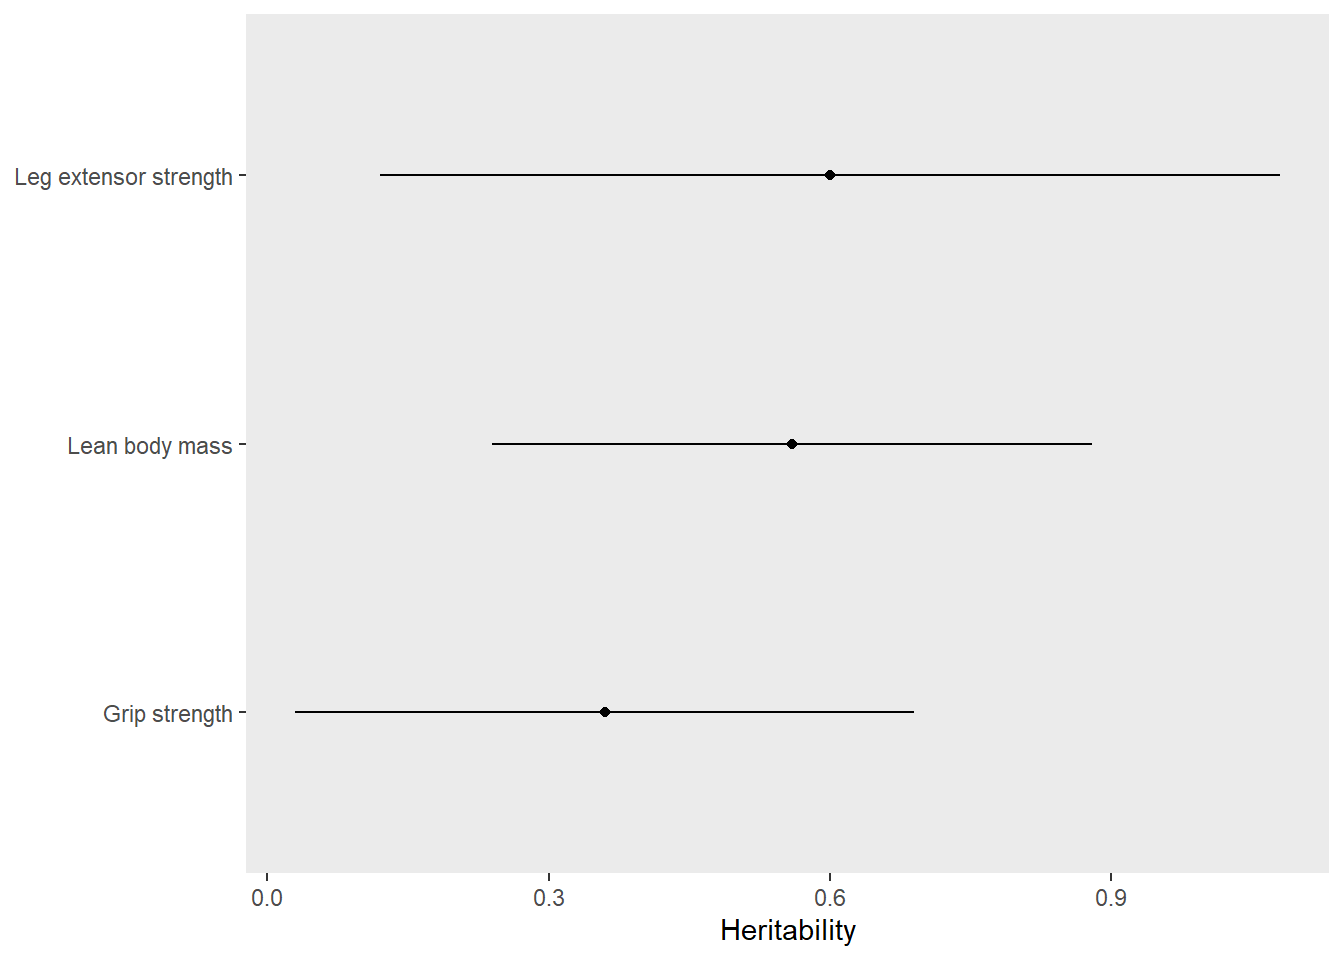 Leg extensor strength
Lean body mass
Grip strength
0.0 0.3 0.6 0.9
Heritability